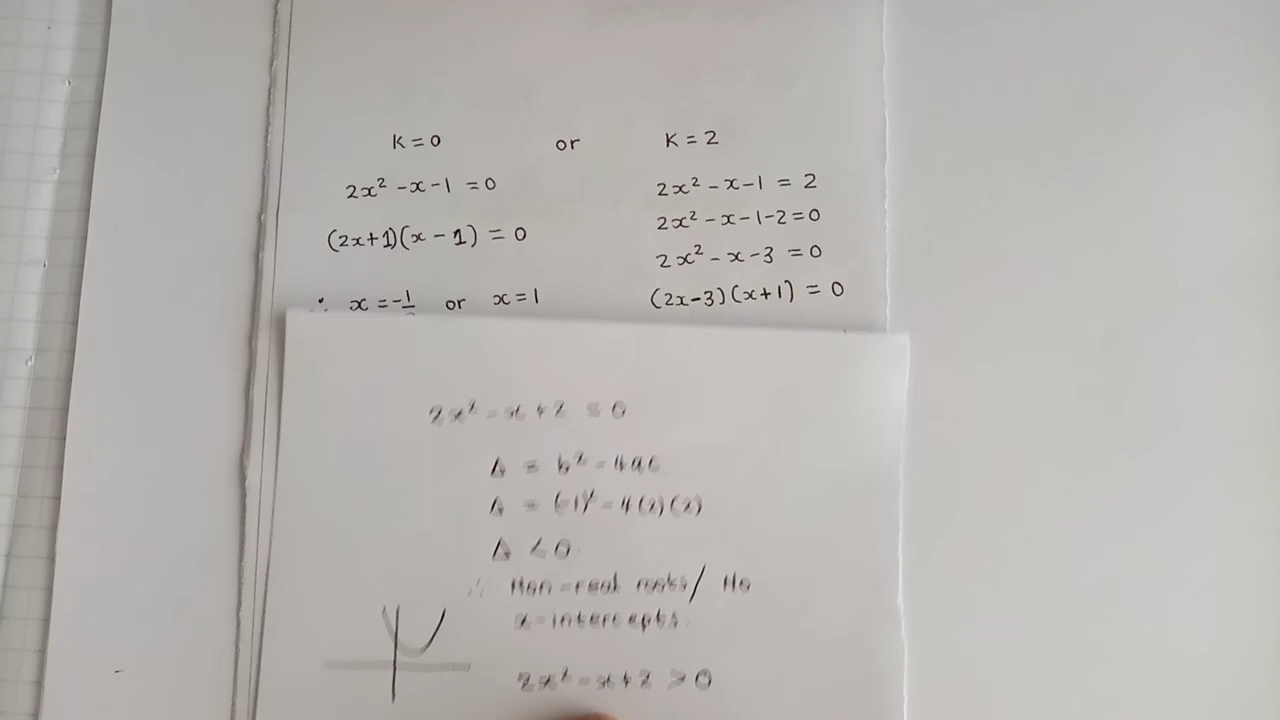 K = 0 or K = 2
2x² - x - 1 = 0
(2x+1)(x - 1) = 0
∴ x = -1/ or x = 1
2x² - x - 1 = 2
2x² - x - 1 - 2 = 0
2x² - x - 3 = 0
(2x-3)(x+1) = 0
2x² - x + 2 = 0
Δ = b² - 4ac
Δ = (-1)² - 4(2)(2)
Δ < 0
∴ Non-real roots/ No
x-intercepts.
2x² - x + 2 > 0